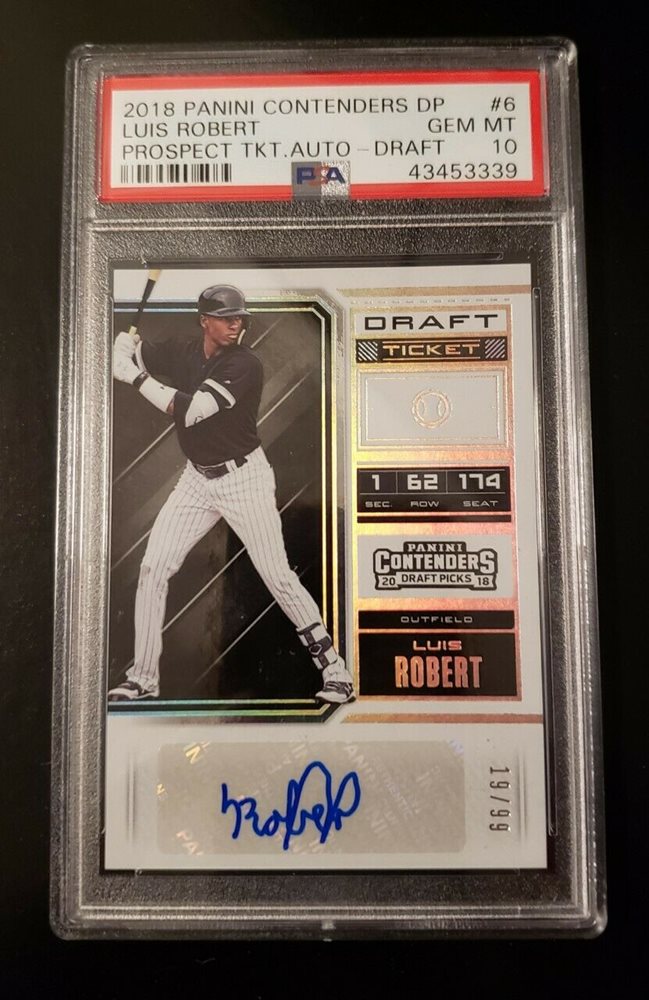 2018 PANINI CONTENDERS DP #6
LUIS ROBERT GEM MT
PROSPECT TKT.AUTO-DRAFT 10
PSA 43453339
DRAFT
TICKET
1 62 174
SEC. ROW SEAT
PANINI
CONTENDERS
20 DRAFT PICKS 18
OUTFIELD
LUIS
ROBERT
Robert
19/99